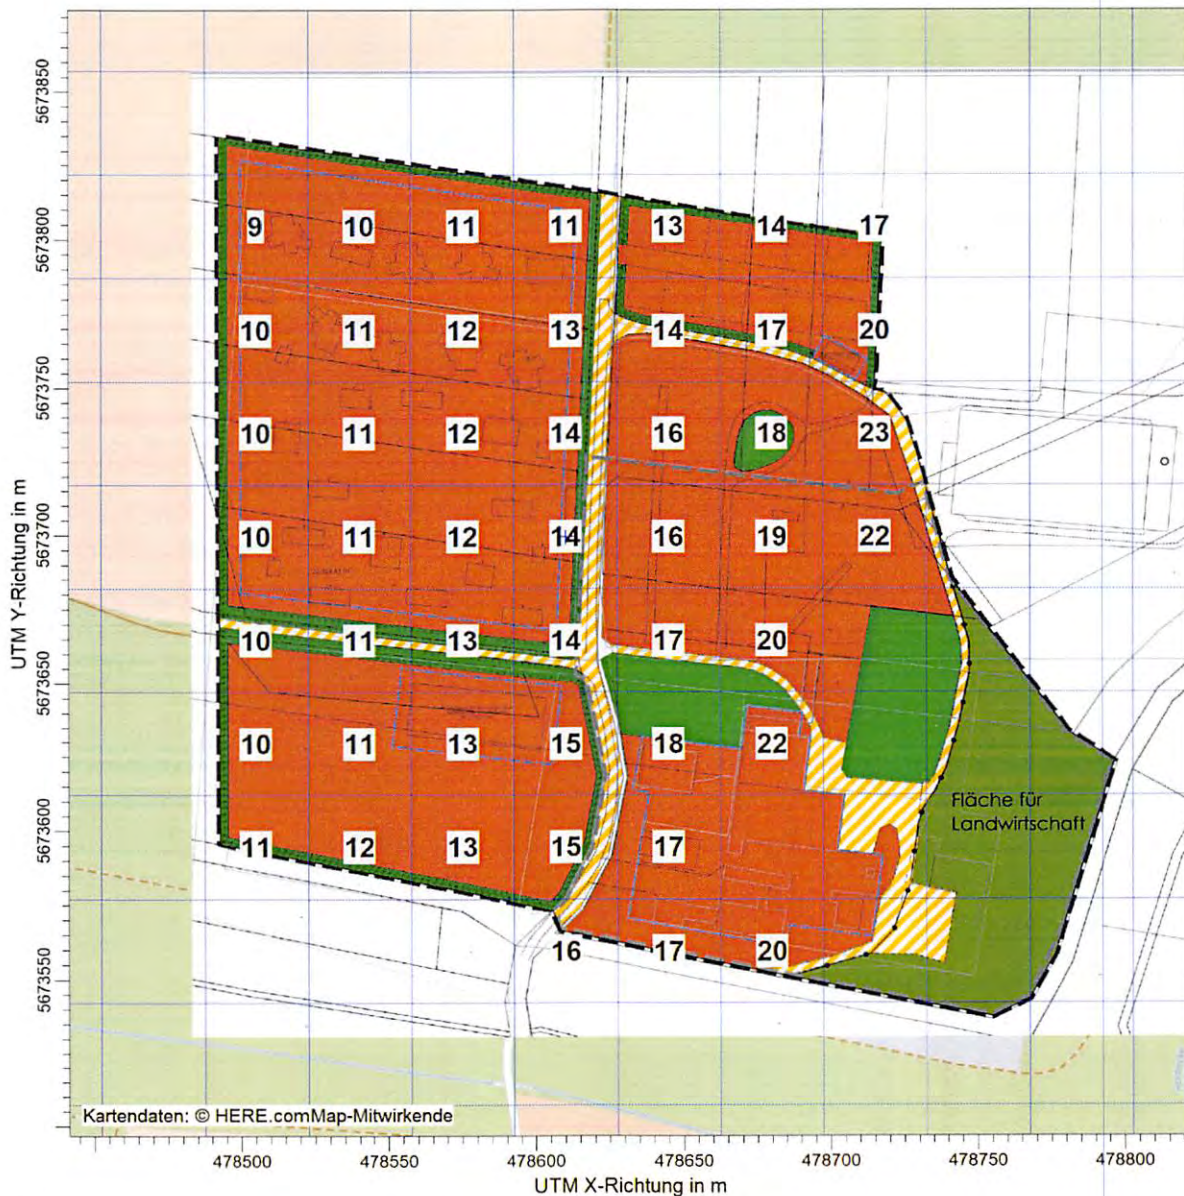 5673850
5673800
5673750
5673700
5673650
5673600
5673550
UTM Y-Richtung in m
9 10 11 11 13 14 17
10 11 12 13 14 17 20
10 11 12 14 16 18 23
10 11 12 14 16 19 22
10 11 13 14 17 20
10 11 13 15 18 22
Fläche für
Landwirtschaft
11 12 13 15 17
16 17 20
Kartendaten: © HERE.comMap-Mitwirkende
478500 478550 478600 478650 478700 478750 478800
UTM X-Richtung in m